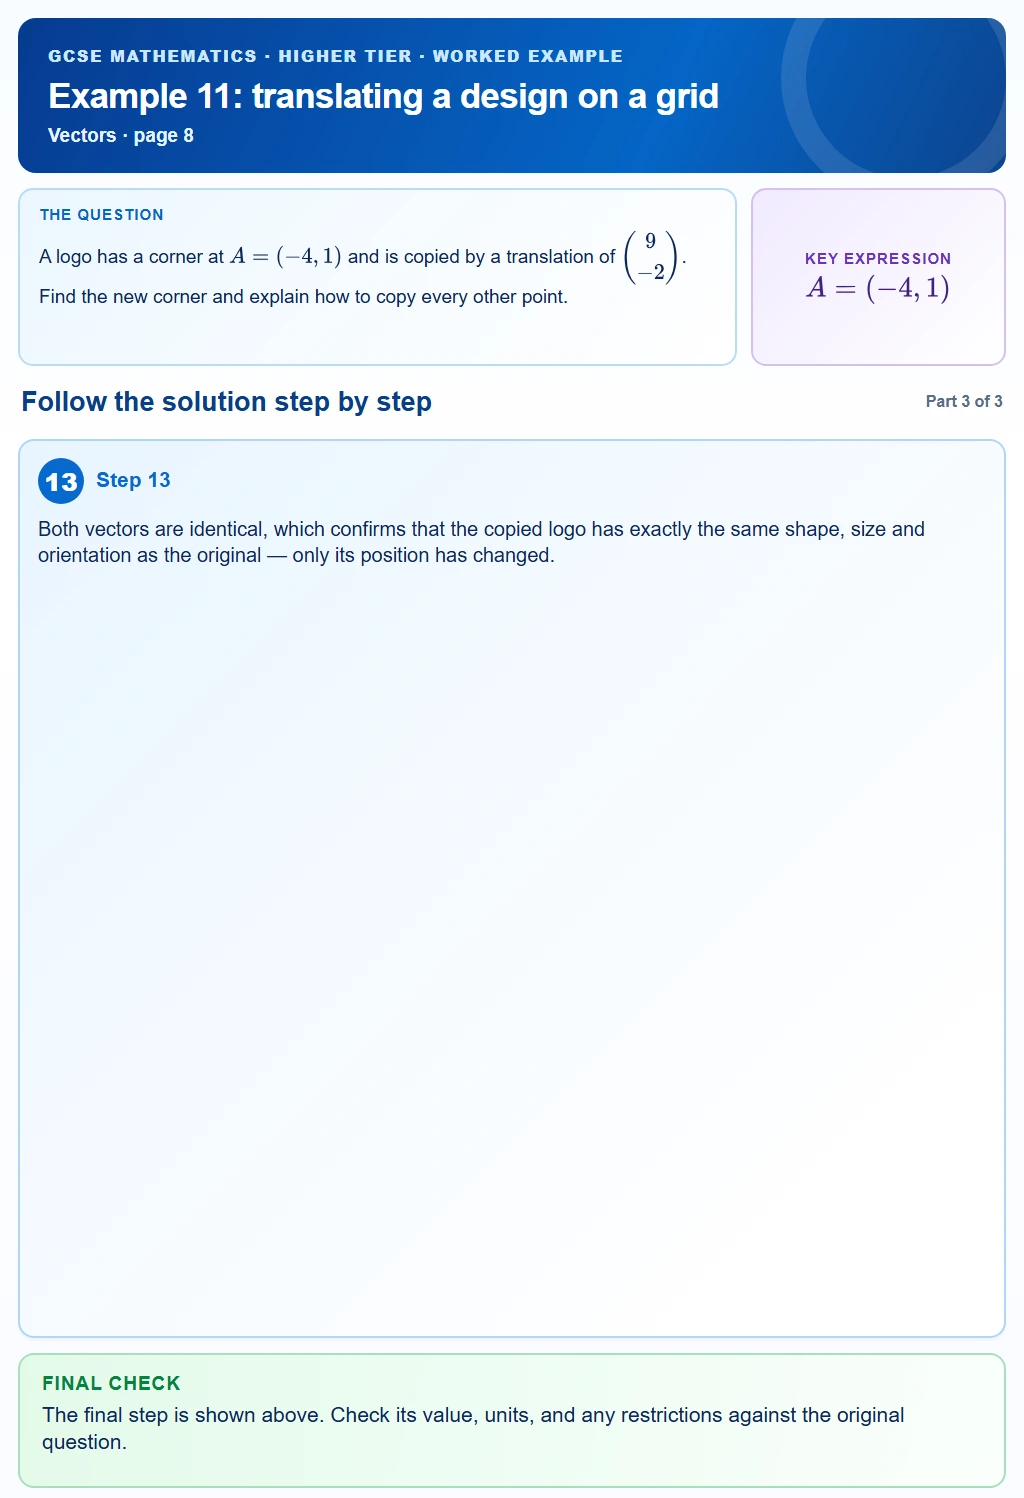 GCSE MATHEMATICS · HIGHER TIER · WORKED EXAMPLE
Example 11: translating a design on a grid
Vectors · page 8
THE QUESTION
A logo has a corner at A = (−4, 1) and is copied by a translation of (9 −2).
Find the new corner and explain how to copy every other point.
KEY EXPRESSION
A = (−4, 1)
Follow the solution step by step
Part 3 of 3
13 Step 13
Both vectors are identical, which confirms that the copied logo has exactly the same shape, size and
orientation as the original — only its position has changed.
FINAL CHECK
The final step is shown above. Check its value, units, and any restrictions against the original
question.